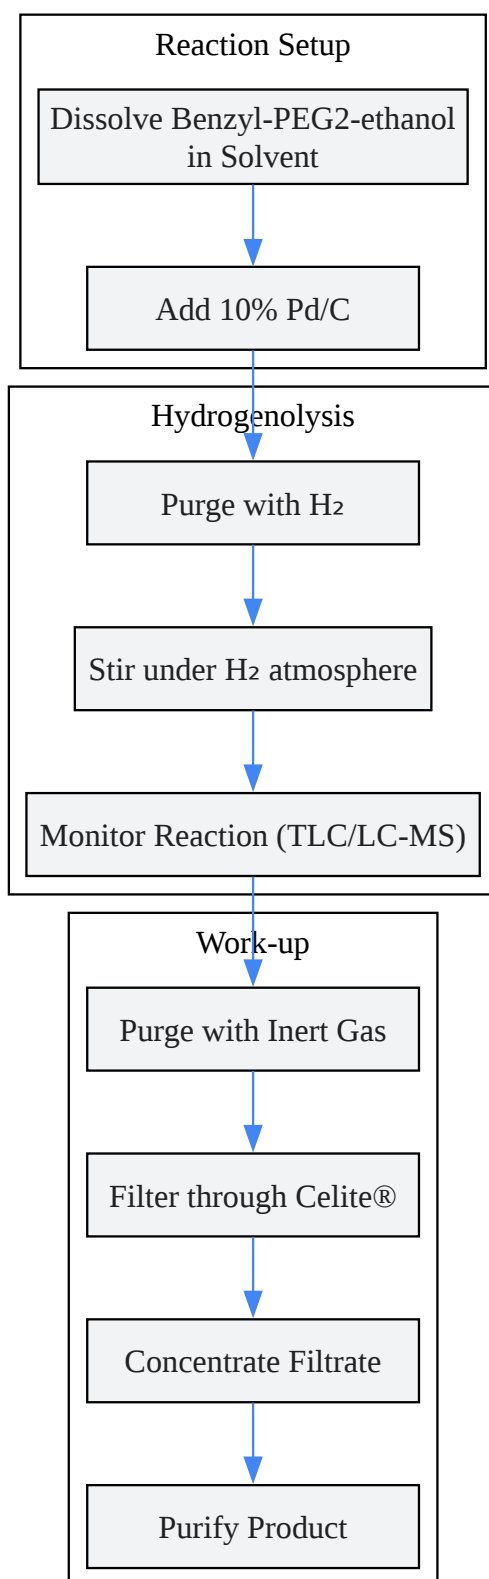 Reaction Setup
Dissolve Benzyl-PEG2-ethanol
in Solvent
Add 10% Pd/C
Hydrogenolysis
Purge with H₂
Stir under H₂ atmosphere
Monitor Reaction (TLC/LC-MS)
Work-up
Purge with Inert Gas
Filter through Celite®
Concentrate Filtrate
Purify Product